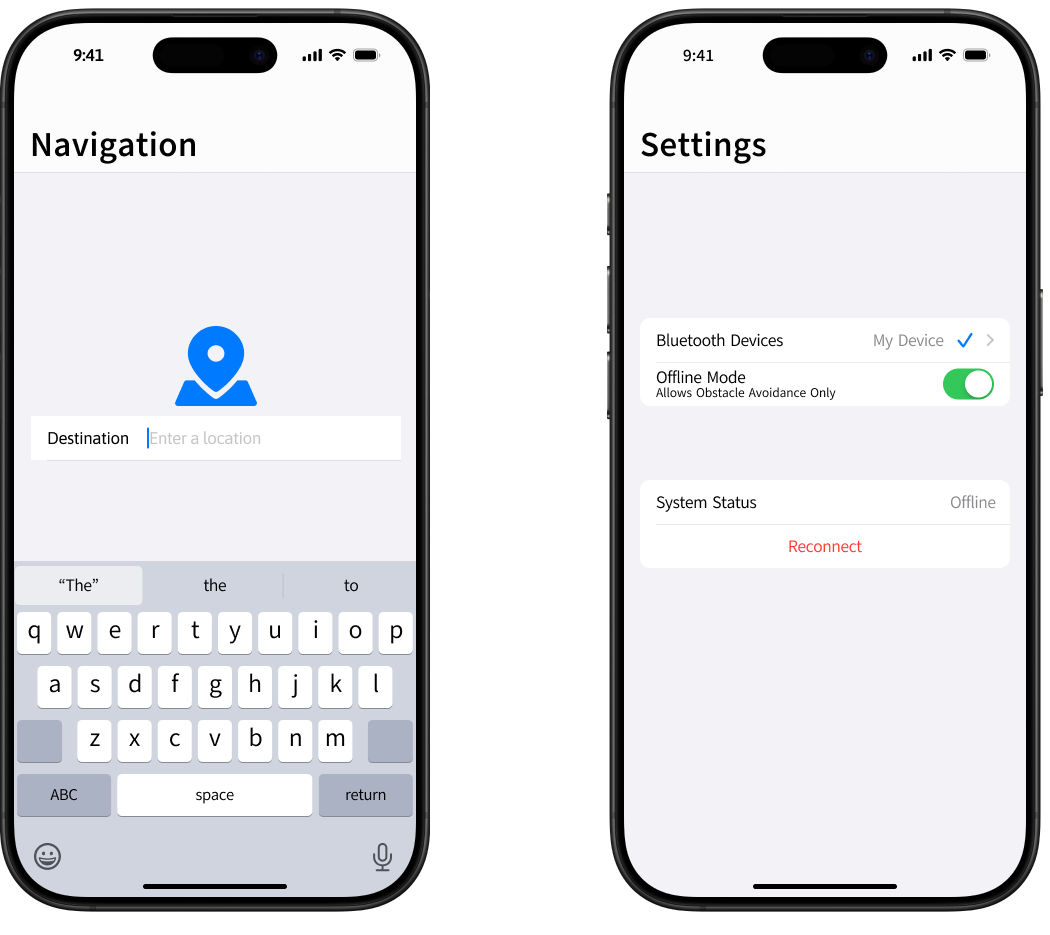 9:41
Navigation
Destination Enter a location
“The” the to
q w e r t y u i o p
a s d f g h j k l
z x c v b n m
ABC space return
9:41
Settings
Bluetooth Devices My Device
Offline Mode
Allows Obstacle Avoidance Only
System Status Offline
Reconnect